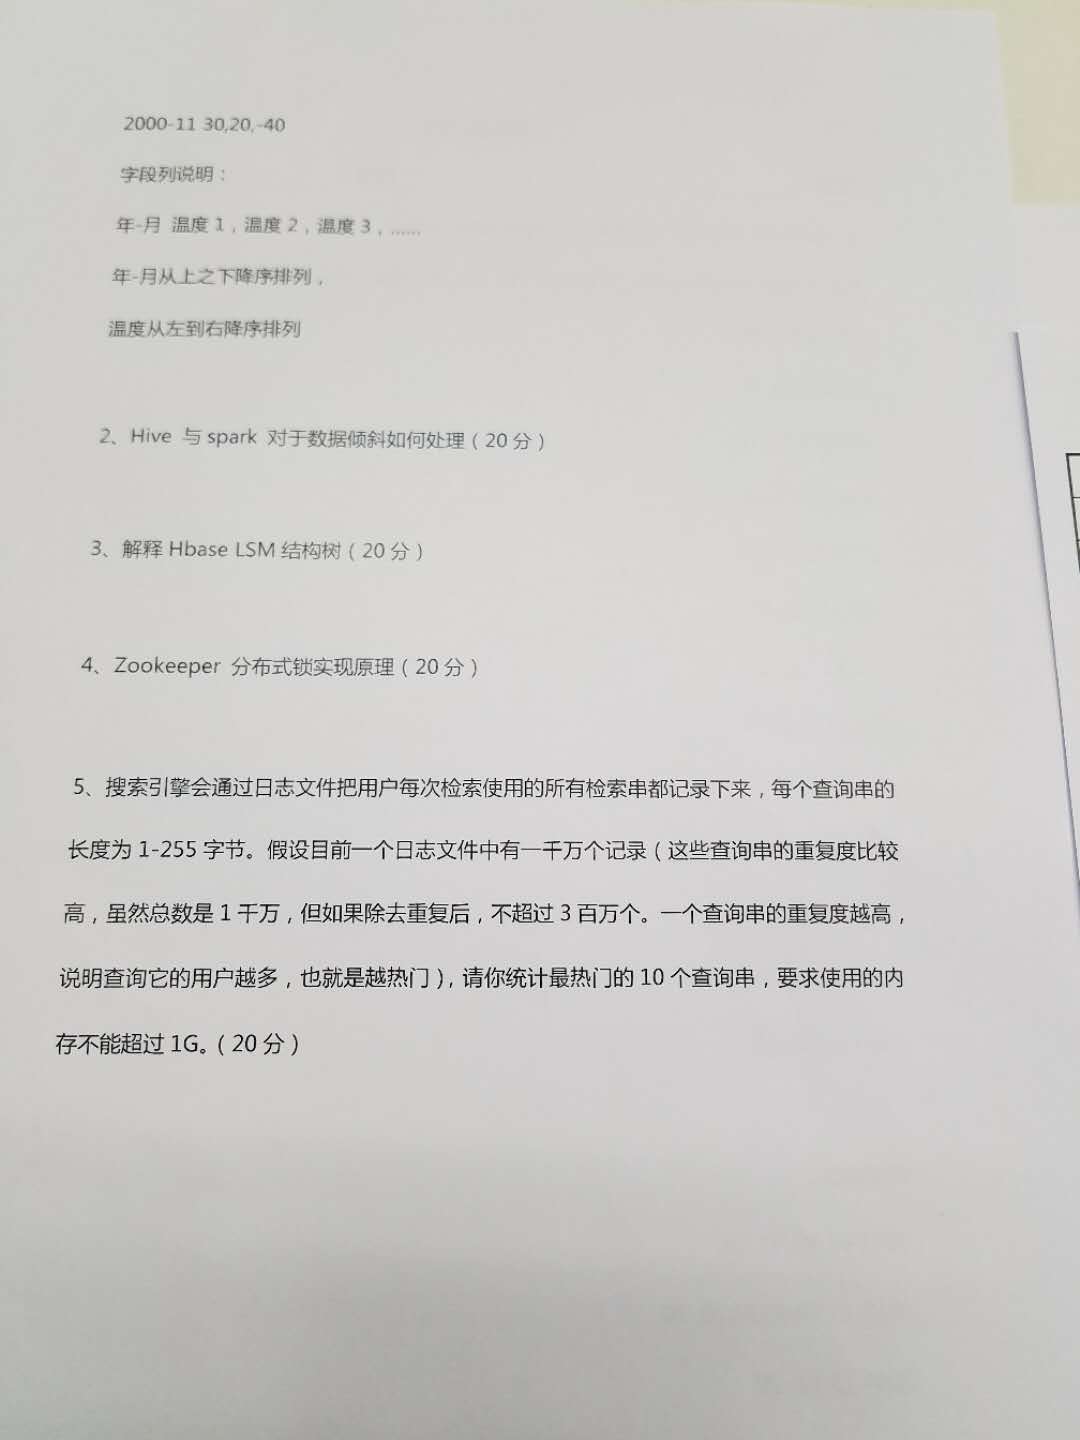 2000-11 30,20,-40
字段列说明：
年-月 温度 1，温度 2，温度 3，......
年-月从上之下降序排列，
温度从左到右降序排列
2、Hive 与 spark 对于数据倾斜如何处理（20 分）
3、解释 Hbase LSM 结构树（20 分）
4、Zookeeper 分布式锁实现原理（20 分）
5、搜索引擎会通过日志文件把用户每次检索使用的所有检索串都记录下来，每个查询串的
长度为 1-255 字节。假设目前一个日志文件中有一千万个记录（这些查询串的重复度比较
高，虽然总数是 1 千万，但如果除去重复后，不超过 3 百万个。一个查询串的重复度越高，
说明查询它的用户越多，也就是越热门），请你统计最热门的 10 个查询串，要求使用的内
存不能超过 1G。（20 分）